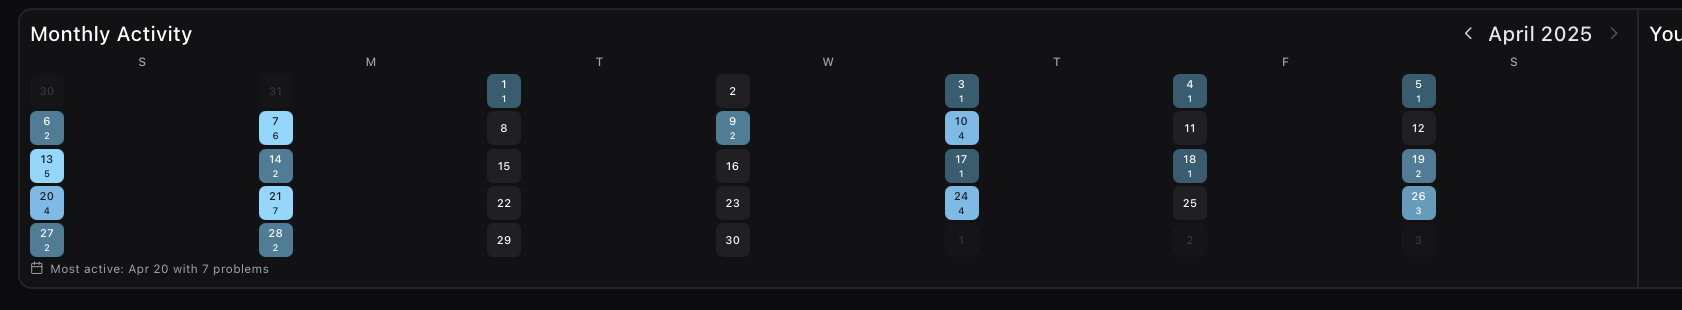 Monthly Activity
April 2025
You
S M T W T F S
30 31 1 2 3 4 5
1 1 1 1
6 7 8 9 10 11 12
2 6 2 4
13 14 15 16 17 18 19
5 2 1 1 2
20 21 22 23 24 25 26
4 7 4 3
27 28 29 30 1 2 3
2 2
Most active: Apr 20 with 7 problems